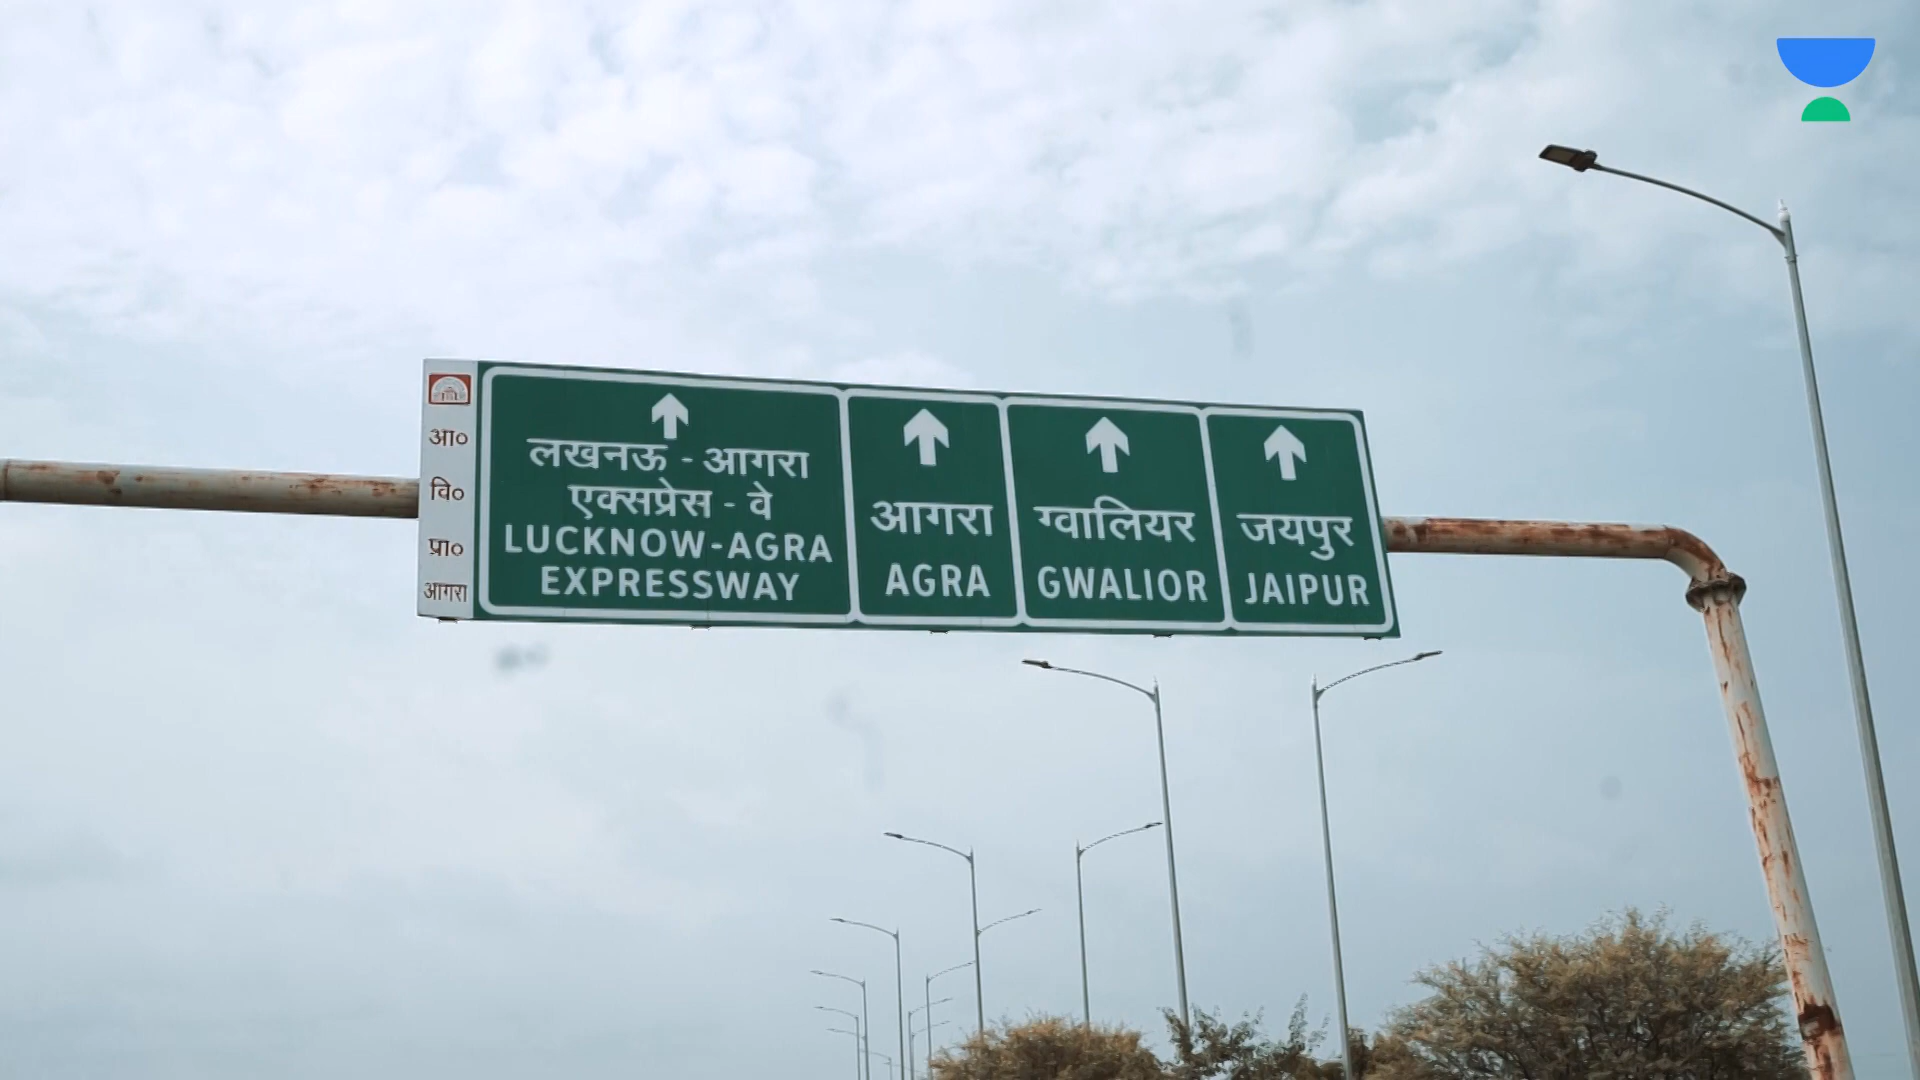 आ०
वि०
प्रा०
आगरा
लखनऊ - आगरा
एक्सप्रेस - वे
LUCKNOW-AGRA
EXPRESSWAY
आगरा
AGRA
ग्वालियर
GWALIOR
जयपुर
JAIPUR